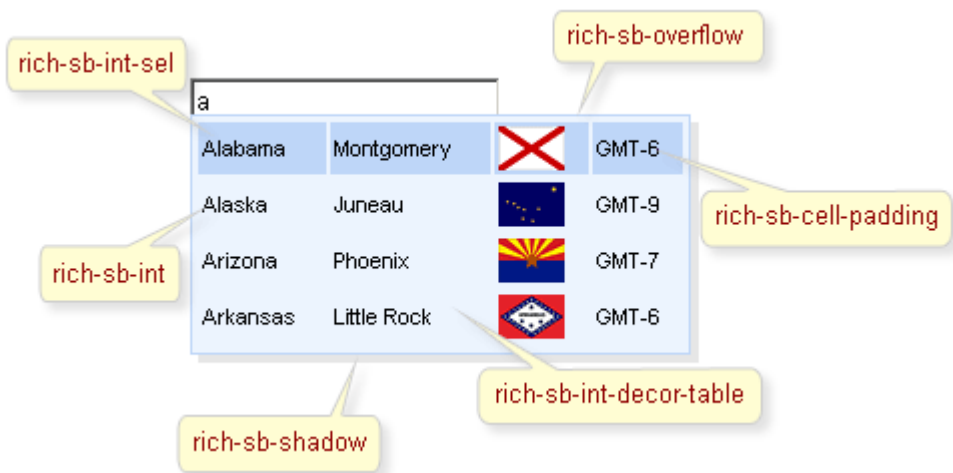 rich-sb-overflow
rich-sb-int-sel
a
Alabama Montgomery GMT-6
Alaska Juneau GMT-9
rich-sb-cell-padding
rich-sb-int
Arizona Phoenix GMT-7
Arkansas Little Rock GMT-6
rich-sb-int-decor-table
rich-sb-shadow